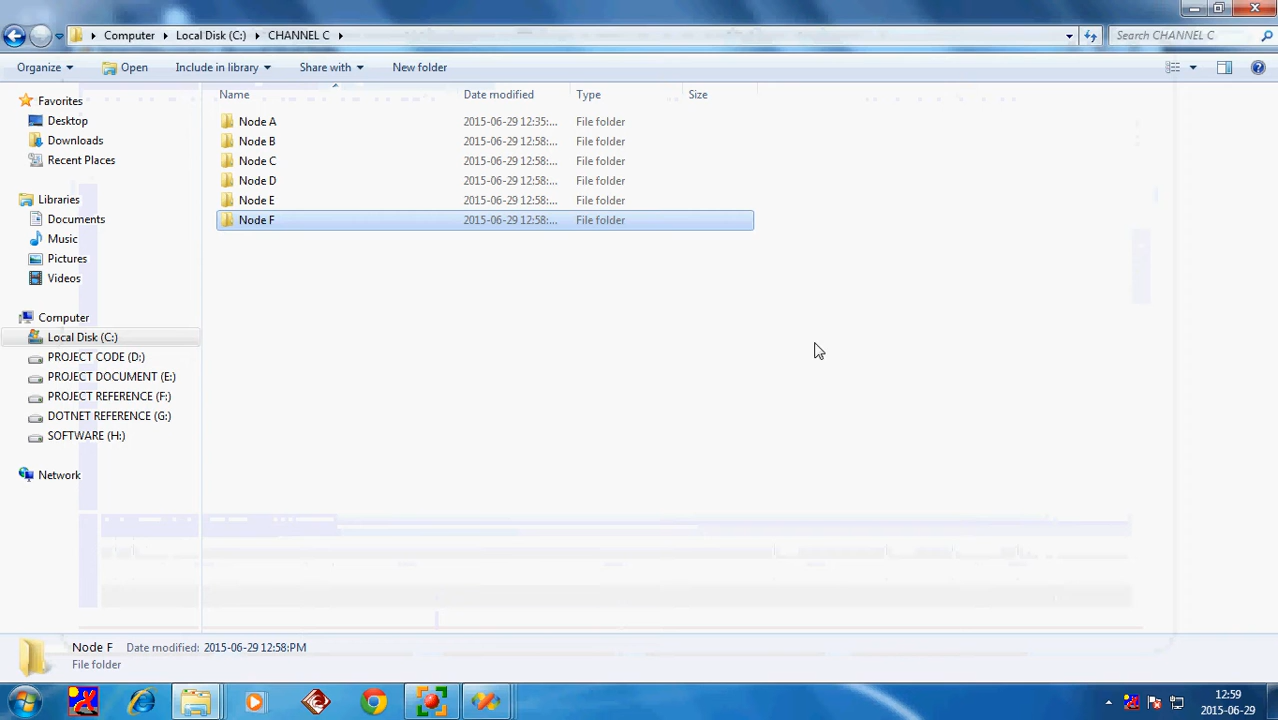 Computer Local Disk (C:) CHANNEL C Search CHANNEL C
Organize Open Include in library Share with New folder
Name Date modified Type Size
Favorites
Desktop
Downloads
Recent Places
Libraries
Documents
Music
Pictures
Videos
Computer
Local Disk (C:)
PROJECT CODE (D:)
PROJECT DOCUMENT (E:)
PROJECT REFERENCE (F:)
DOTNET REFERENCE (G:)
SOFTWARE (H:)
Network
Node A 2015-06-29 12:35:... File folder
Node B 2015-06-29 12:58:... File folder
Node C 2015-06-29 12:58:... File folder
Node D 2015-06-29 12:58:... File folder
Node E 2015-06-29 12:58:... File folder
Node F 2015-06-29 12:58:... File folder
Node F Date modified: 2015-06-29 12:58:PM
File folder
12:59
2015-06-29